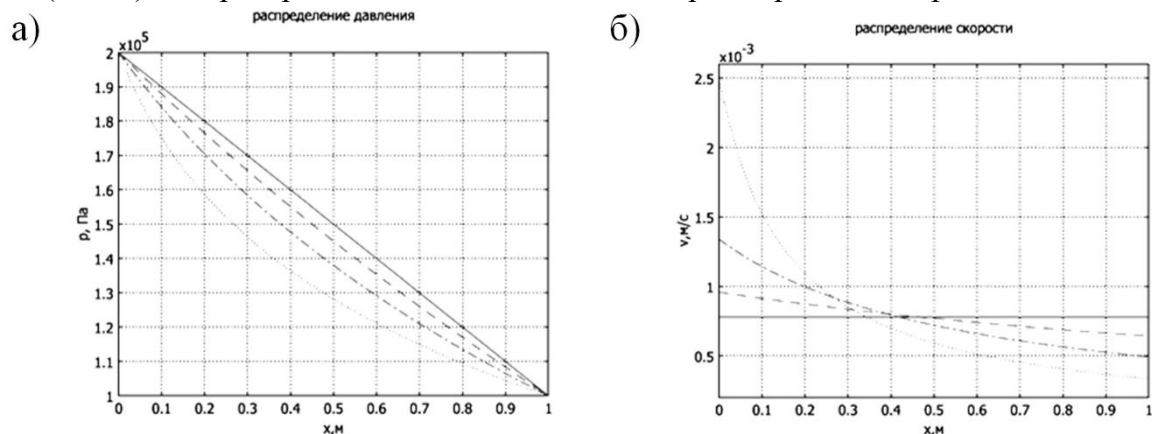 распределение давления
а)
x10⁵
2
1.9
1.8
1.7
1.6
1.5
1.4
1.3
1.2
1.1
1
p, Па
0 0.1 0.2 0.3 0.4 0.5 0.6 0.7 0.8 0.9 1
x,м
б)
распределение скорости
x10⁻³
2.5
2
1.5
1
0.5
v,м/с
0 0.1 0.2 0.3 0.4 0.5 0.6 0.7 0.8 0.9 1
x,м